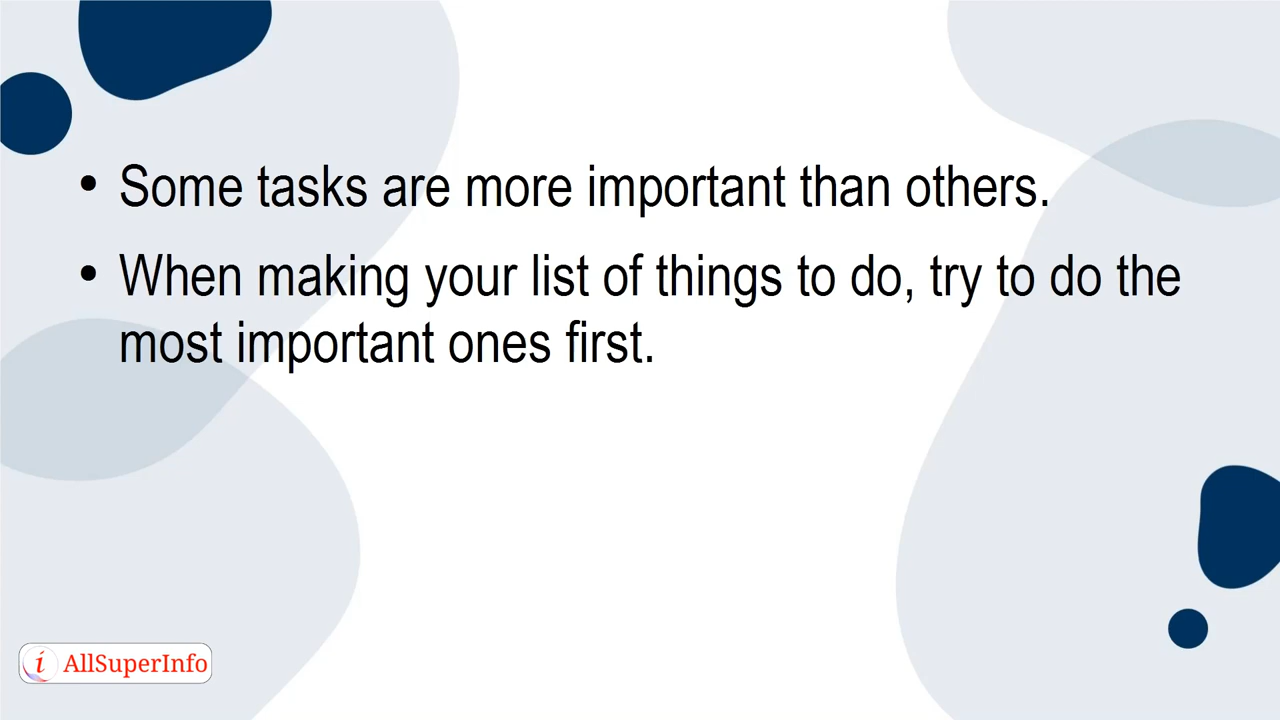 • Some tasks are more important than others.
• When making your list of things to do, try to do the
most important ones first.
i AllSuperInfo